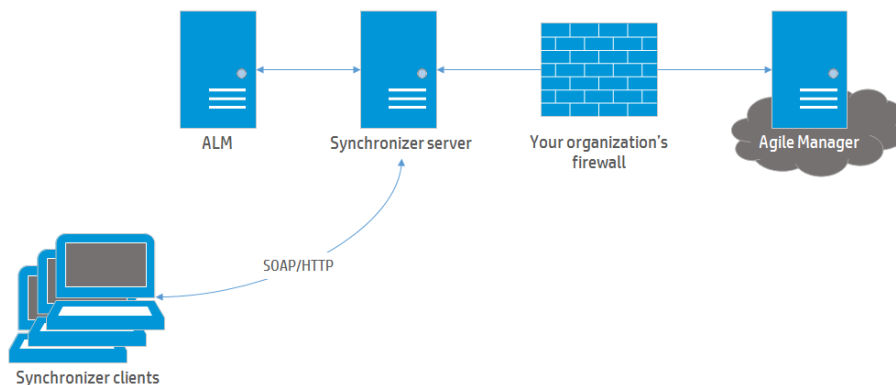 ALM
Synchronizer server
Your organization's
firewall
Agile Manager
SOAP/HTTP
Synchronizer clients